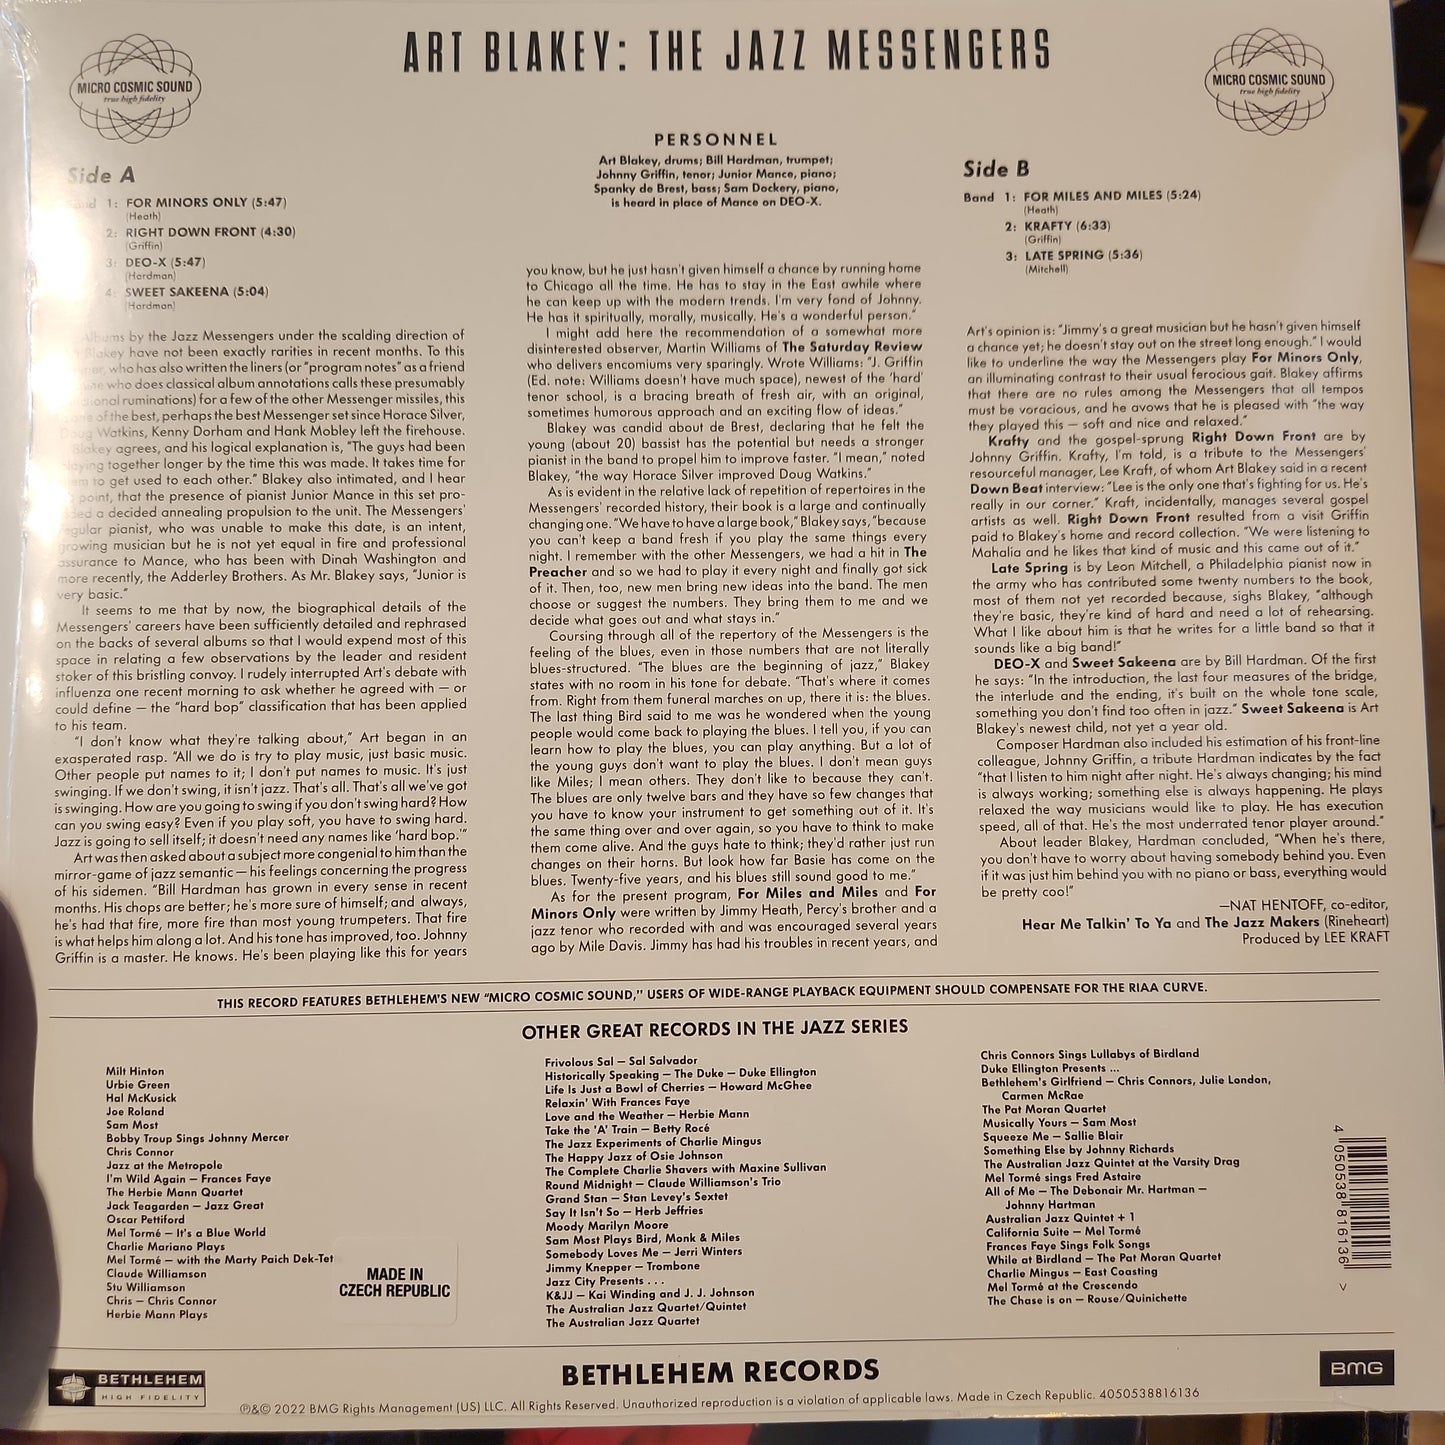 ART BLAKEY: THE JAZZ MESSENGERS
MICRO COSMIC SOUND
true high fidelity
MICRO COSMIC SOUND
true high fidelity
PERSONNEL
Art Blakey, drums; Bill Hardman, trumpet;
Johnny Griffin, tenor; Junior Mance, piano;
Spanky de Brest, bass; Sam Dockery, piano,
is heard in place of Mance on DEO-X.
Side A
Band 1: FOR MINORS ONLY (5:47)
(Heath)
2: RIGHT DOWN FRONT (4:30)
(Griffin)
3: DEO-X (5:47)
(Hardman)
4: SWEET SAKEENA (5:04)
(Hardman)
Side B
Band 1: FOR MILES AND MILES (5:24)
(Heath)
2: KRAFTY (6:33)
(Griffin)
3: LATE SPRING (5:36)
(Mitchell)
Albums by the Jazz Messengers under the scalding direction of
Blakey have not been exactly rarities in recent months. To this
who has also written the liners (or “program notes” as a friend
who does classical album annotations calls these presumably
ruminations) for a few of the other Messenger missiles, this
of the best, perhaps the best Messenger set since Horace Silver,
Doug Watkins, Kenny Dorham and Hank Mobley left the firehouse.
Blakey agrees, and his logical explanation is, “The guys had been
playing together longer by the time this was made. It takes time for
to get used to each other.” Blakey also intimated, and I hear
point, that the presence of pianist Junior Mance in this set pro-
a decided annealing propulsion to the unit. The Messengers’
regular pianist, who was unable to make this date, is an intent,
growing musician but he is not yet equal in fire and professional
assurance to Mance, who has been with Dinah Washington and
more recently, the Adderley Brothers. As Mr. Blakey says, “Junior is
very basic.”
It seems to me that by now, the biographical details of the
Messengers’ careers have been sufficiently detailed and rephrased
on the backs of several albums so that I would expend most of this
space in relating a few observations by the leader and resident
stoker of this bristling convoy. I rudely interrupted Art’s debate with
influenza one recent morning to ask whether he agreed with — or
could define — the “hard bop” classification that has been applied
to his team.
“I don’t know what they’re talking about,” Art began in an
exasperated rasp. “All we do is try to play music, just basic music.
Other people put names to it; I don’t put names to music. It’s just
swinging. If we don’t swing, it isn’t jazz. That’s all. That’s all we’ve got
is swinging. How are you going to swing if you don’t swing hard? How
can you swing easy? Even if you play soft, you have to swing hard.
Jazz is going to sell itself; it doesn’t need any names like ‘hard bop.’”
Art was then asked about a subject more congenial to him than the
mirror-game of jazz semantic — his feelings concerning the progress
of his sidemen. “Bill Hardman has grown in every sense in recent
months. His chops are better; he’s more sure of himself; and always,
he’s had that fire, more fire than most young trumpeters. That fire
is what helps him along a lot. And his tone has improved, too. Johnny
Griffin is a master. He knows. He’s been playing like this for years
you know, but he just hasn’t given himself a chance by running home
to Chicago all the time. He has to stay in the East awhile where
he can keep up with the modern trends. I’m very fond of Johnny.
He has it spiritually, morally, musically. He’s a wonderful person.”
I might add here the recommendation of a somewhat more
disinterested observer, Martin Williams of The Saturday Review
who delivers encomiums very sparingly. Wrote Williams: “J. Griffin
(Ed. note: Williams doesn’t have much space), newest of the ‘hard’
tenor school, is a bracing breath of fresh air, with an original,
sometimes humorous approach and an exciting flow of ideas.”
Blakey was candid about de Brest, declaring that he felt the
young (about 20) bassist has the potential but needs a stronger
pianist in the band to propel him to improve faster. “I mean,” noted
Blakey, “the way Horace Silver improved Doug Watkins.”
As is evident in the relative lack of repetition of repertoires in the
Messengers’ recorded history, their book is a large and continually
changing one. “We have to have a large book,” Blakey says, “because
you can’t keep a band fresh if you play the same things every
night. I remember with the other Messengers, we had a hit in The
Preacher and so we had to play it every night and finally got sick
of it. Then, too, new men bring new ideas into the band. The men
choose or suggest the numbers. They bring them to me and we
decide what goes out and what stays in.”
Coursing through all of the repertory of the Messengers is the
feeling of the blues, even in those numbers that are not literally
blues-structured. “The blues are the beginning of jazz,” Blakey
states with no room in his tone for debate. “That’s where it comes
from. Right from them funeral marches on up, there it is: the blues.
The last thing Bird said to me was he wondered when the young
people would come back to playing the blues. I tell you, if you can
learn how to play the blues, you can play anything. But a lot of
the young guys don’t want to play the blues. I don’t mean guys
like Miles; I mean others. They don’t like to because they can’t.
The blues are only twelve bars and they have so few changes that
you have to know your instrument to get something out of it. It’s
the same thing over and over again, so you have to think to make
them come alive. And the guys hate to think; they’d rather just run
changes on their horns. But look how far Basie has come on the
blues. Twenty-five years, and his blues still sound good to me.”
As for the present program, For Miles and Miles and For
Minors Only were written by Jimmy Heath, Percy’s brother and a
jazz tenor who recorded with and was encouraged several years
ago by Mile Davis. Jimmy has had his troubles in recent years, and
Art’s opinion is: “Jimmy’s a great musician but he hasn’t given himself
a chance yet; he doesn’t stay out on the street long enough.” I would
like to underline the way the Messengers play For Minors Only,
an illuminating contrast to their usual ferocious gait. Blakey affirms
that there are no rules among the Messengers that all tempos
must be voracious, and he avows that he is pleased with “the way
they played this — soft and nice and relaxed.”
Krafty and the gospel-sprung Right Down Front are by
Johnny Griffin. Krafty, I’m told, is a tribute to the Messengers’
resourceful manager, Lee Kraft, of whom Art Blakey said in a recent
Down Beat interview: “Lee is the only one that’s fighting for us. He’s
really in our corner.” Kraft, incidentally, manages several gospel
artists as well. Right Down Front resulted from a visit Griffin
paid to Blakey’s home and record collection. “We were listening to
Mahalia and he likes that kind of music and this came out of it.”
Late Spring is by Leon Mitchell, a Philadelphia pianist now in
the army who has contributed some twenty numbers to the book,
most of them not yet recorded because, sighs Blakey, “although
they’re basic, they’re kind of hard and need a lot of rehearsing.
What I like about him is that he writes for a little band so that it
sounds like a big band!”
DEO-X and Sweet Sakeena are by Bill Hardman. Of the first
he says: “In the introduction, the last four measures of the bridge,
the interlude and the ending, it’s built on the whole tone scale,
something you don’t find too often in jazz.” Sweet Sakeena is Art
Blakey’s newest child, not yet a year old.
Composer Hardman also included his estimation of his front-line
colleague, Johnny Griffin, a tribute Hardman indicates by the fact
“that I listen to him night after night. He’s always changing; his mind
is always working; something else is always happening. He plays
relaxed the way musicians would like to play. He has execution
speed, all of that. He’s the most underrated tenor player around.”
About leader Blakey, Hardman concluded, “When he’s there,
you don’t have to worry about having somebody behind you. Even
if it was just him behind you with no piano or bass, everything would
be pretty coo!”
—NAT HENTOFF, co-editor,
Hear Me Talkin’ To Ya and The Jazz Makers (Rineheart)
Produced by LEE KRAFT
THIS RECORD FEATURES BETHLEHEM’S NEW “MICRO COSMIC SOUND,” USERS OF WIDE-RANGE PLAYBACK EQUIPMENT SHOULD COMPENSATE FOR THE RIAA CURVE.
OTHER GREAT RECORDS IN THE JAZZ SERIES
Milt Hinton
Urbie Green
Hal McKusick
Joe Roland
Sam Most
Bobby Troup Sings Johnny Mercer
Chris Connor
Jazz at the Metropole
I’m Wild Again — Frances Faye
The Herbie Mann Quartet
Jack Teagarden — Jazz Great
Oscar Pettiford
Mel Tormé — It’s a Blue World
Charlie Mariano Plays
Mel Tormé — with the Marty Paich Dek-Tet
Claude Williamson
Stu Williamson
Chris — Chris Connor
Herbie Mann Plays
MADE IN
CZECH REPUBLIC
Frivolous Sal — Sal Salvador
Historically Speaking — The Duke — Duke Ellington
Life Is Just a Bowl of Cherries — Howard McGhee
Relaxin’ With Frances Faye
Love and the Weather — Herbie Mann
Take the 'A' Train — Betty Rocé
The Jazz Experiments of Charlie Mingus
The Happy Jazz of Osie Johnson
The Complete Charlie Shavers with Maxine Sullivan
Round Midnight — Claude Williamson’s Trio
Grand Stan — Stan Levey’s Sextet
Say It Isn’t So — Herb Jeffries
Moody Marilyn Moore
Sam Most Plays Bird, Monk & Miles
Somebody Loves Me — Jerri Winters
Jimmy Knepper — Trombone
Jazz City Presents . . .
K&JJ — Kai Winding and J. J. Johnson
The Australian Jazz Quartet/Quintet
The Australian Jazz Quartet
Chris Connors Sings Lullabys of Birdland
Duke Ellington Presents ...
Bethlehem’s Girlfriend — Chris Connors, Julie London,
Carmen McRae
The Pat Moran Quartet
Musically Yours — Sam Most
Squeeze Me — Sallie Blair
Something Else by Johnny Richards
The Australian Jazz Quintet at the Varsity Drag
Mel Tormé sings Fred Astaire
All of Me — The Debonair Mr. Hartman —
Johnny Hartman
Australian Jazz Quintet + 1
California Suite — Mel Tormé
Frances Faye Sings Folk Songs
While at Birdland — The Pat Moran Quartet
Charlie Mingus — East Coasting
Mel Tormé at the Crescendo
The Chase is on — Rouse/Quinichette
4 050538 816136 >
BETHLEHEM
HIGH FIDELITY
BETHLEHEM RECORDS
BMG
℗&© 2022 BMG Rights Management (US) LLC. All Rights Reserved. Unauthorized reproduction is a violation of applicable laws. Made in Czech Republic. 4050538816136